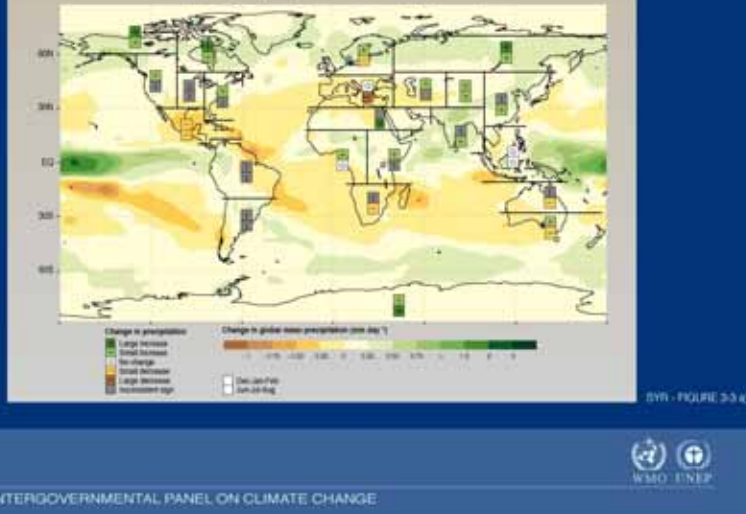 60N
30N
EQ
30S
60S
Change in precipitation
Large increase
Small increase
No change
Small decrease
Large decrease
Inconsistent sign
Change in global mean precipitation (mm day⁻¹)
Dec-Jan-Feb
Jun-Jul-Aug
SYR - FIGURE 3-3
WMO UNEP
NTERGOVERNMENTAL PANEL ON CLIMATE CHANGE